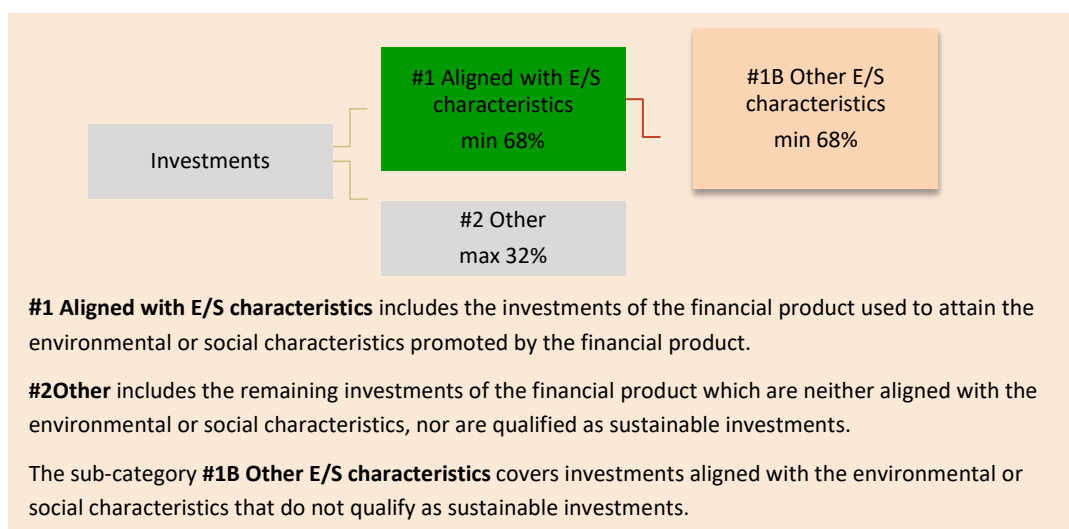 #1 Aligned with E/S
characteristics
min 68%
#1B Other E/S
characteristics
min 68%
Investments
#2 Other
max 32%
#1 Aligned with E/S characteristics includes the investments of the financial product used to attain the
environmental or social characteristics promoted by the financial product.
#2Other includes the remaining investments of the financial product which are neither aligned with the
environmental or social characteristics, nor are qualified as sustainable investments.
The sub-category #1B Other E/S characteristics covers investments aligned with the environmental or
social characteristics that do not qualify as sustainable investments.